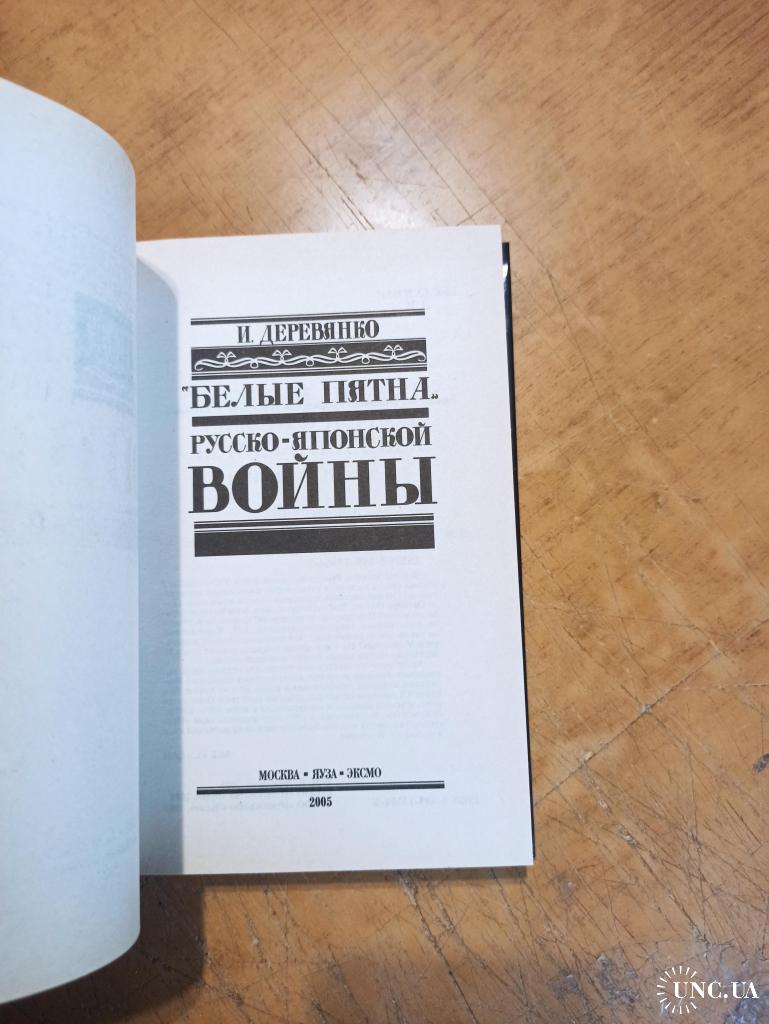 И. ДЕРЕВЯНКО
"БЕЛЫЕ ПЯТНА"
РУССКО-ЯПОНСКОЙ
ВОЙНЫ
МОСКВА ▪ ЯУЗА ▪ ЭКСМО
2005
UNC.UA